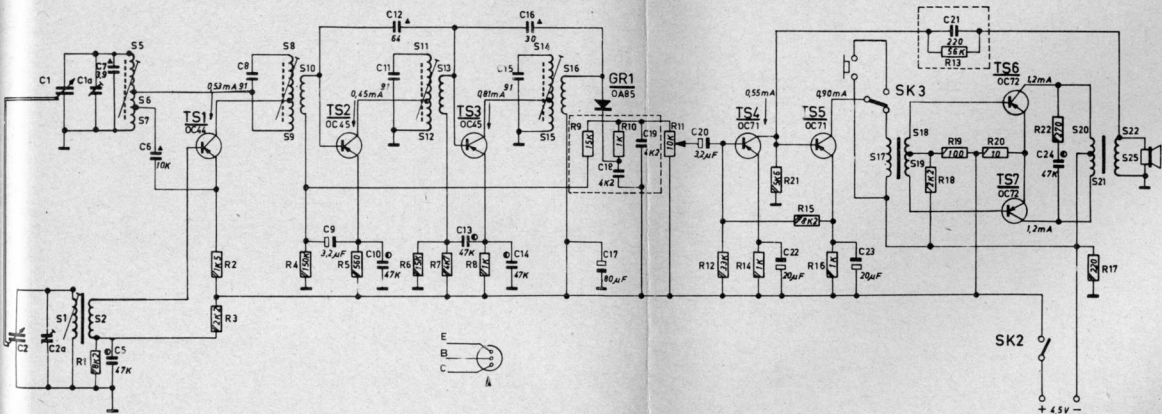 C12
64
C16
30
C21
220
56K
R13
C1
C1a
C7
3,9
S5
S6
S7
C6
10K
0,53mA
TS1
OC44
C8
91
S8
S9
S10
TS2
OC45
0,45mA
C11
91
S11
S12
S13
TS3
OC45
0,81mA
C15
91
S14
S15
S16
GR1
OA85
R9
15K
R10
1K
C18
4K2
C19
4K2
R11
10K
C20
3,2µF
0,55mA
TS4
OC71
TS5
OC71
0,90mA
R21
SK3
S17
S18
S19
R18
2K2
R19
100
R20
10
TS6
OC72
1,2mA
TS7
OC72
1,2mA
R22
270
C24
47K
S20
S21
S22
S25
R2
1K5
R3
2K2
R4
150K
C9
3,2µF
R5
560
C10
47K
R6
15K
R7
C13
47K
R8
1K
C14
47K
C17
80µF
R12
33K
R14
1K
C22
20µF
R15
8K2
R16
1K
C23
20µF
R17
220
C2
C2a
S1
S2
R1
8K2
C5
47K
E
B
C
SK2
+ 4,5V −